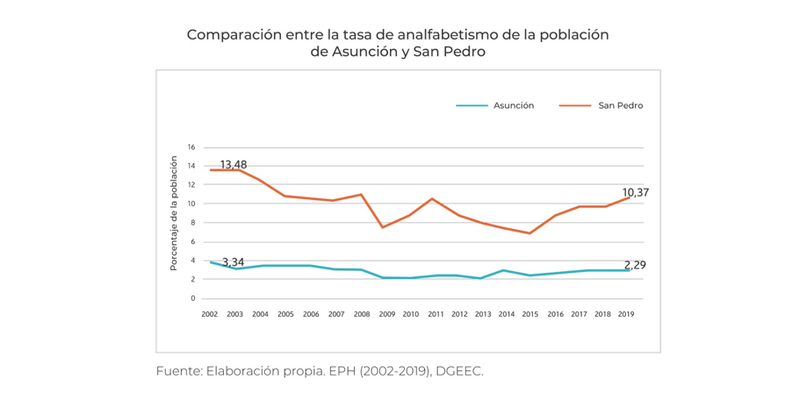 Comparación entre la tasa de analfabetismo de la población
de Asunción y San Pedro
Asunción
San Pedro
Porcentaje de la población
16
14
12
10
8
6
4
2
0
13,48
10,37
3,34
2,29
2002 2003 2004 2005 2006 2007 2008 2009 2010 2011 2012 2013 2014 2015 2016 2017 2018 2019
Fuente: Elaboración propia. EPH (2002-2019), DGEEC.